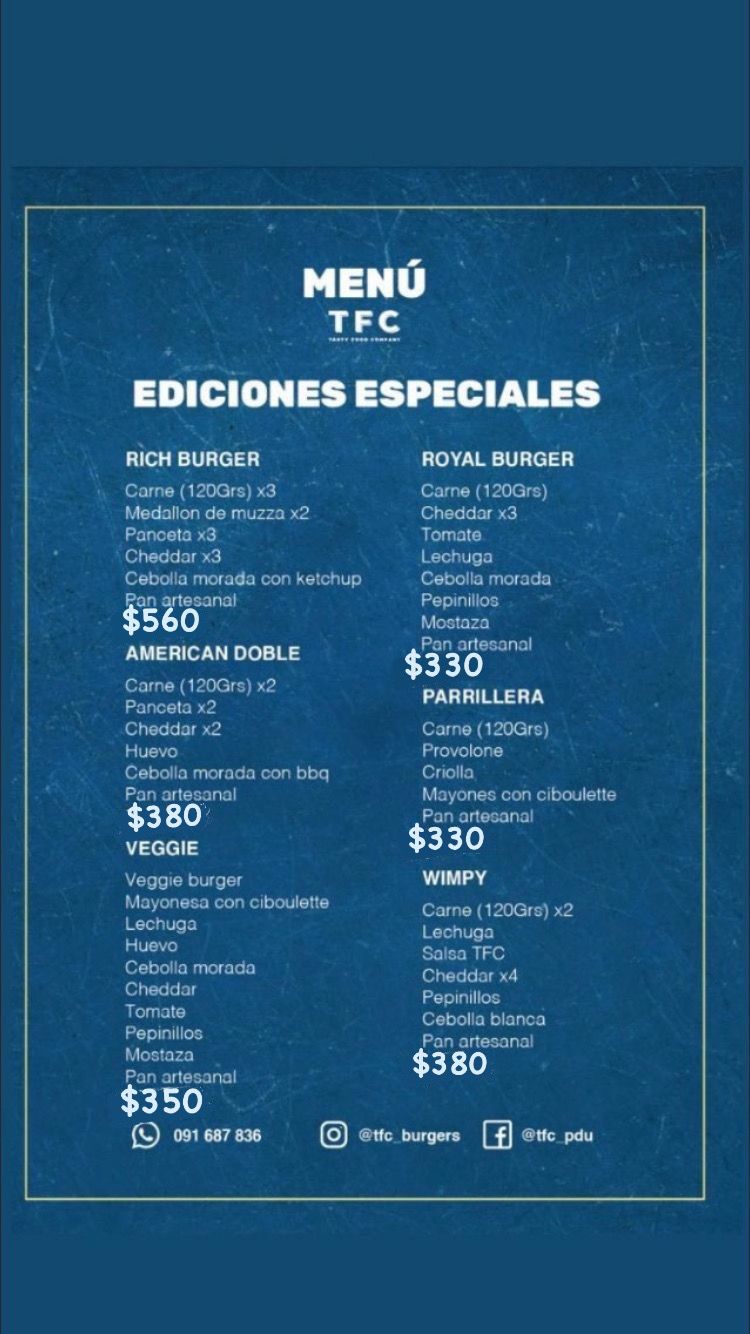 MENÚ
TFC
TASTY FOOD COMPANY
EDICIONES ESPECIALES
RICH BURGER
Carne (120Grs) x3
Medallon de muzza x2
Panceta x3
Cheddar x3
Cebolla morada con ketchup
Pan artesanal
$560
AMERICAN DOBLE
Carne (120Grs) x2
Panceta x2
Cheddar x2
Huevo
Cebolla morada con bbq
Pan artesanal
$380
VEGGIE
Veggie burger
Mayonesa con ciboulette
Lechuga
Huevo
Cebolla morada
Cheddar
Tomate
Pepinillos
Mostaza
Pan artesanal
$350
ROYAL BURGER
Carne (120Grs)
Cheddar x3
Tomate
Lechuga
Cebolla morada
Pepinillos
Mostaza
Pan artesanal
$330
PARRILLERA
Carne (120Grs)
Provolone
Criolla
Mayones con ciboulette
Pan artesanal
$330
WIMPY
Carne (120Grs) x2
Lechuga
Salsa TFC
Cheddar x4
Pepinillos
Cebolla blanca
Pan artesanal
$380
091 687 836 @tfc_burgers @tfc_pdu